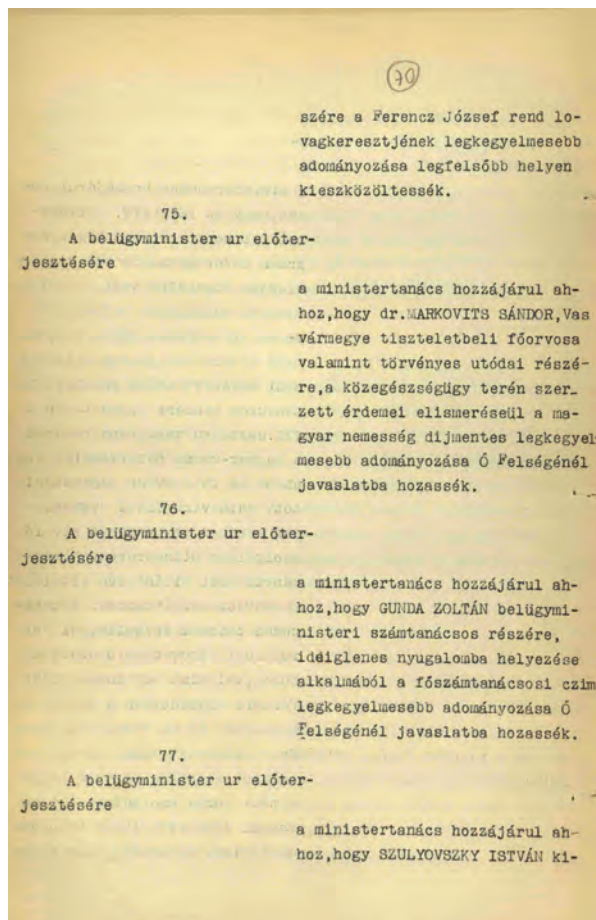 70
szére a Ferencz József rend lo-
vagkeresztjének legkegyelmesebb
adományozása legfelsőbb helyen
kieszközöltessék.
75.
A belügyminister ur előter-
jesztésére
a ministertanács hozzájárul ah-
hoz,hogy dr.MARKOVITS SÁNDOR,Vas
vármegye tiszteletbeli főorvosa
valamint törvényes utódai részé-
re,a közegészségügy terén szer_
zett érdemei elismeréseül a ma-
gyar nemesség dijmentes legkegyel
mesebb adományozása Ó Felségénél
javaslatba hozassék.
76.
A belügyminister ur előter-
jesztésére
a ministertanács hozzájárul ah-
hoz,hogy GUNDA ZOLTÁN belügymi-
nisteri számtanácsos részére,
ideiglenes nyugalomba helyezése
alkalmából a főszámtanácsosi czim
legkegyelmesebb adományozása Ó
Felségénél javaslatba hozassék.
77.
A belügyminister ur előter-
jesztésére
a ministertanács hozzájárul ah-
hoz,hogy SZULYOVSZKY ISTVÁN ki-